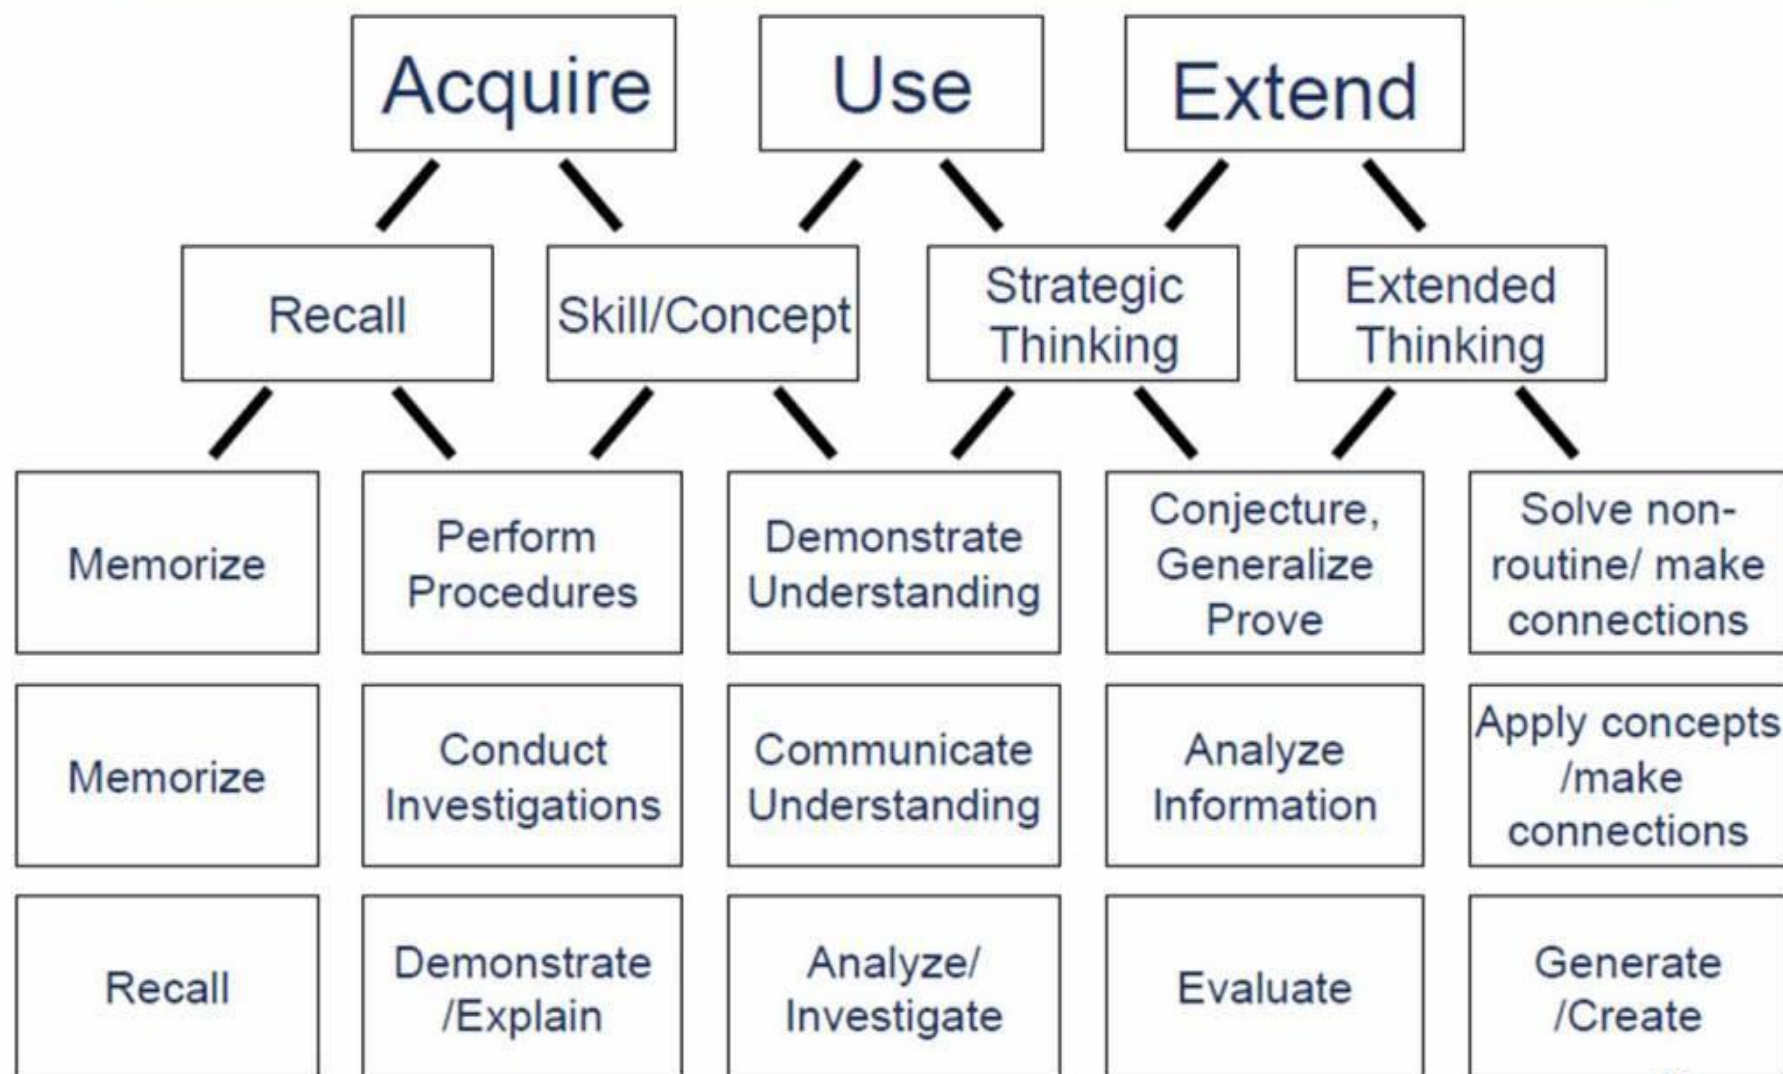 Acquire
Use
Extend
Recall
Skill/Concept
Strategic
Thinking
Extended
Thinking
Memorize
Perform
Procedures
Demonstrate
Understanding
Conjecture,
Generalize
Prove
Solve non-
routine/ make
connections
Memorize
Conduct
Investigations
Communicate
Understanding
Analyze
Information
Apply concepts
/make
connections
Recall
Demonstrate
/Explain
Analyze/
Investigate
Evaluate
Generate
/Create